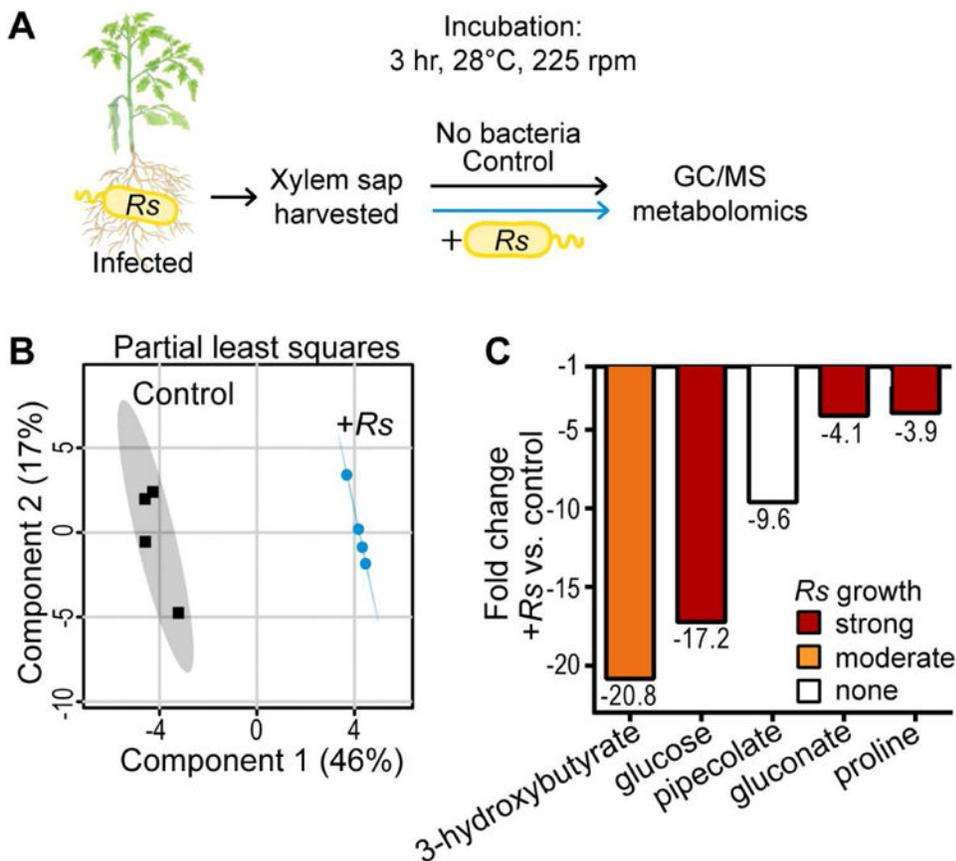 A
Incubation:
3 hr, 28°C, 225 rpm
Rs
Infected
Xylem sap
harvested
No bacteria
Control
+ Rs
GC/MS
metabolomics
B
Partial least squares
Control
+Rs
Component 2 (17%)
5
0
-5
-10
-4
0
4
Component 1 (46%)
C
Fold change
+Rs vs. control
-1
-5
-10
-15
-20
-20.8
-17.2
-9.6
-4.1
-3.9
Rs growth
strong
moderate
none
3-hydroxybutyrate
glucose
pipecolate
gluconate
proline